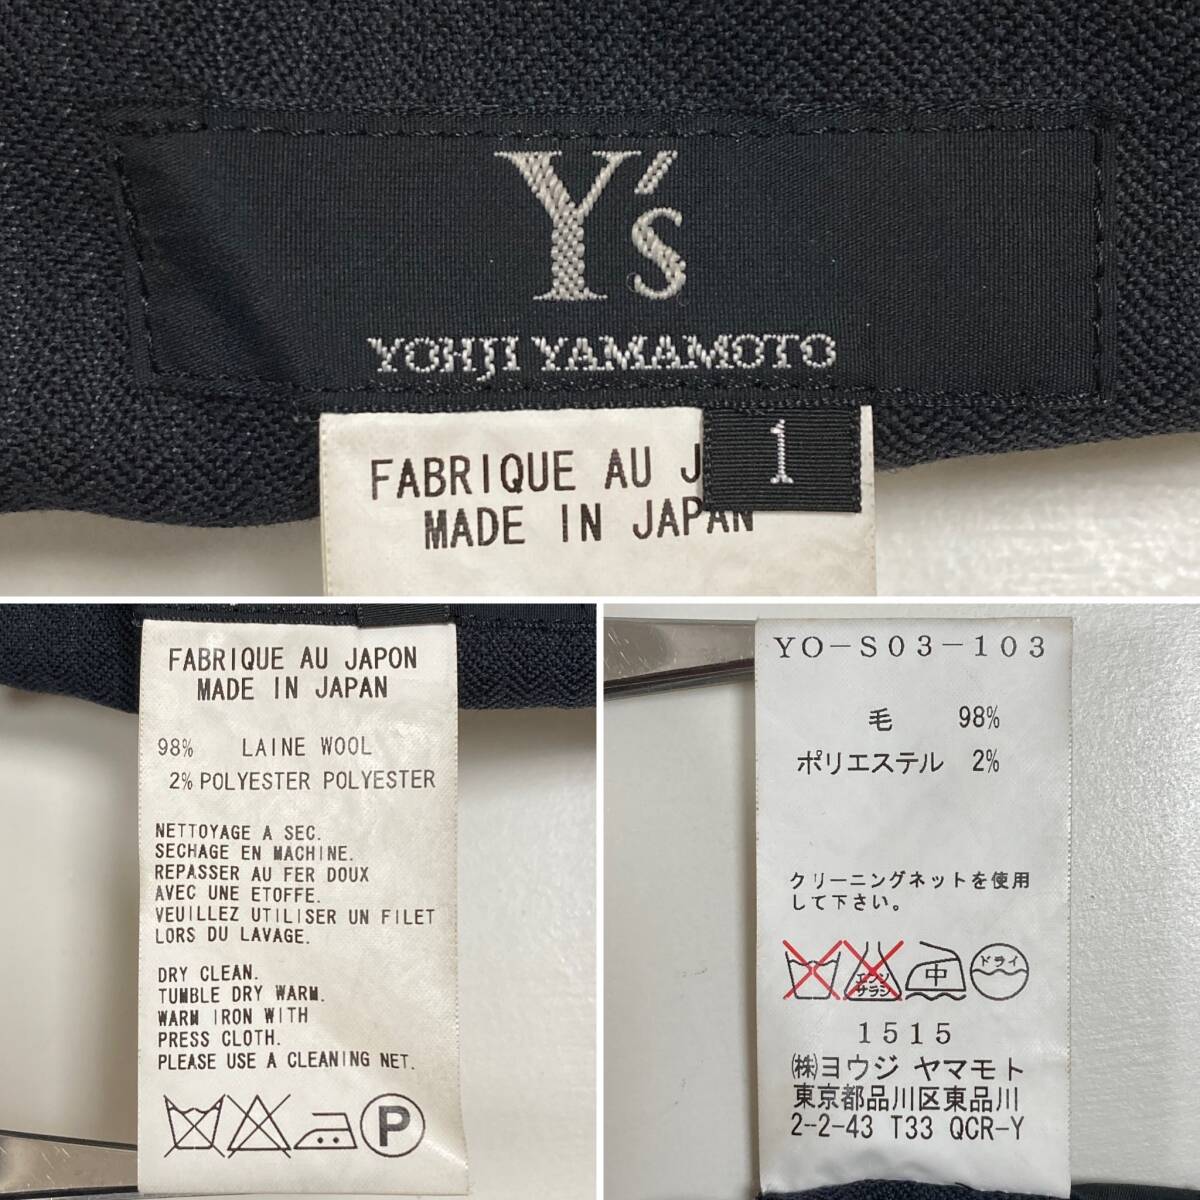 Y's
YOHJI YAMAMOTO
1
FABRIQUE AU J
MADE IN JAPAN
FABRIQUE AU JAPON
MADE IN JAPAN
98% LAINE WOOL
2% POLYESTER POLYESTER
NETTOYAGE A SEC.
SECHAGE EN MACHINE.
REPASSER AU FER DOUX
AVEC UNE ETOFFE.
VEUILLEZ UTILISER UN FILET
LORS DU LAVAGE.
DRY CLEAN.
TUMBLE DRY WARM.
WARM IRON WITH
PRESS CLOTH.
PLEASE USE A CLEANING NET.
P
YO-S03-103
毛 98%
ポリエステル 2%
クリーニングネットを使用
して下さい。
エンソ
サラシ
中
ドライ
1515
㈱ヨウジ ヤマモト
東京都品川区東品川
2-2-43 T33 QCR-Y